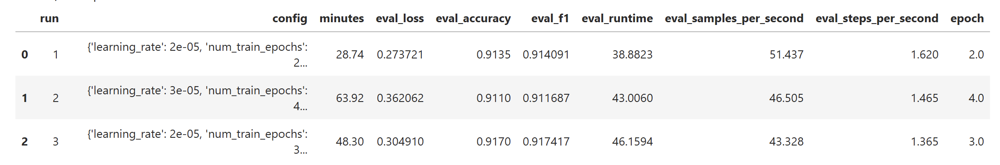 run config minutes eval_loss eval_accuracy eval_f1 eval_runtime eval_samples_per_second eval_steps_per_second epoch
0 1 {'learning_rate': 2e-05, 'num_train_epochs': 2... 28.74 0.273721 0.9135 0.914091 38.8823 51.437 1.620 2.0
1 2 {'learning_rate': 3e-05, 'num_train_epochs': 4... 63.92 0.362062 0.9110 0.911687 43.0060 46.505 1.465 4.0
2 3 {'learning_rate': 2e-05, 'num_train_epochs': 3... 48.30 0.304910 0.9170 0.917417 46.1594 43.328 1.365 3.0